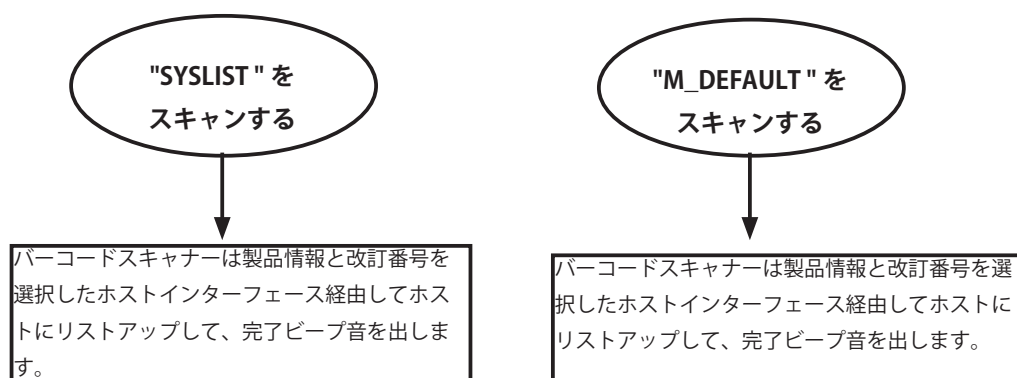 "SYSLIST " を
スキャンする
バーコードスキャナーは製品情報と改訂番号を
選択したホストインターフェース経由してホス
トにリストアップして、完了ビープ音を出しま
す。
"M_DEFAULT " を
スキャンする
バーコードスキャナーは製品情報と改訂番号を選
択したホストインターフェース経由してホストに
リストアップして、完了ビープ音を出します。